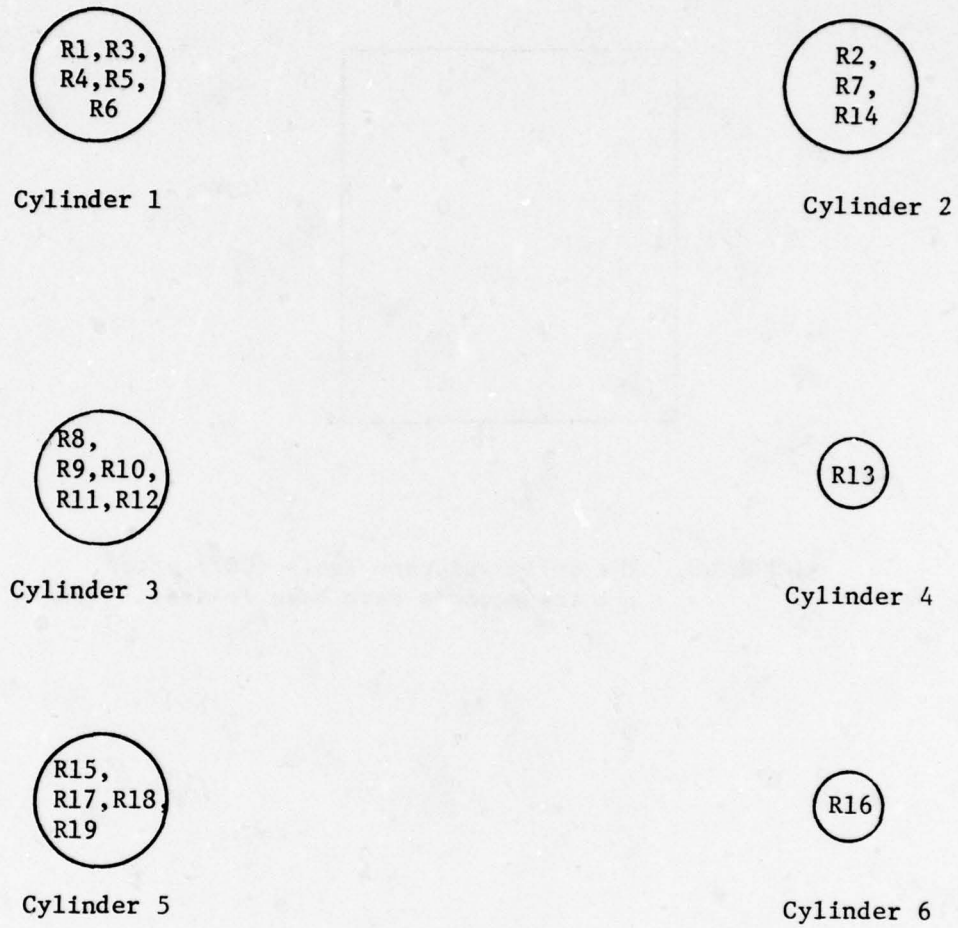 R1,R3,
R4,R5,
R6
Cylinder 1
R2,
R7,
R14
Cylinder 2
R8,
R9,R10,
R11,R12
Cylinder 3
R13
Cylinder 4
R15,
R17,R18,
R19
Cylinder 5
R16
Cylinder 6